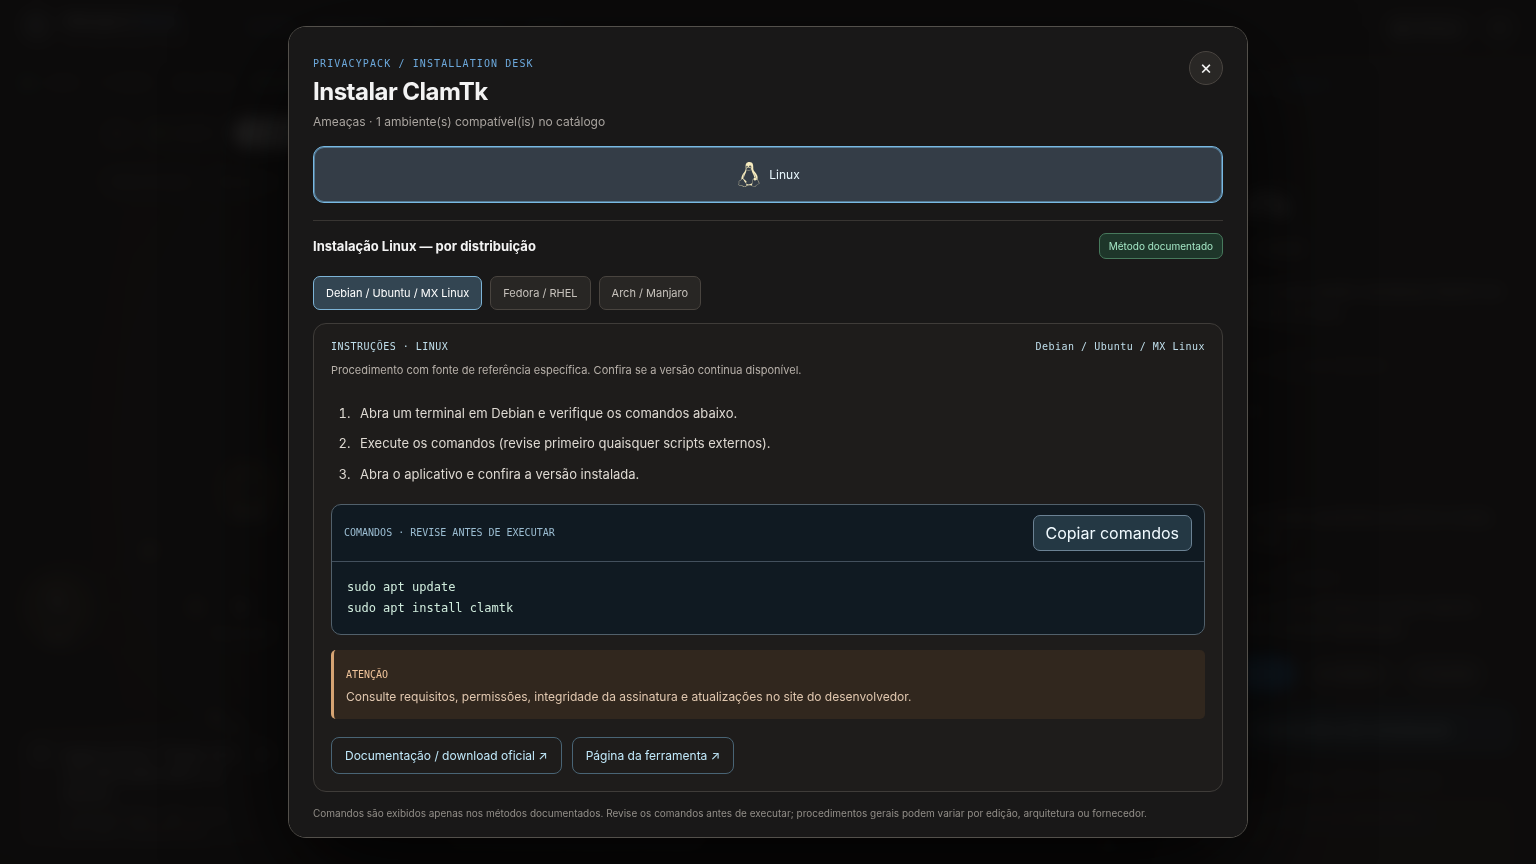 PRIVACYPACK / INSTALLATION DESK
Instalar ClamTk
Ameaças · 1 ambiente(s) compatível(is) no catálogo
Linux
Instalação Linux — por distribuição
Método documentado
Debian / Ubuntu / MX Linux
Fedora / RHEL
Arch / Manjaro
INSTRUÇÕES · LINUX
Debian / Ubuntu / MX Linux
Procedimento com fonte de referência específica. Confira se a versão continua disponível.
1. Abra um terminal em Debian e verifique os comandos abaixo.
2. Execute os comandos (revise primeiro quaisquer scripts externos).
3. Abra o aplicativo e confira a versão instalada.
COMANDOS · REVISE ANTES DE EXECUTAR
Copiar comandos
sudo apt update
sudo apt install clamtk
ATENÇÃO
Consulte requisitos, permissões, integridade da assinatura e atualizações no site do desenvolvedor.
Documentação / download oficial ↗
Página da ferramenta ↗
Comandos são exibidos apenas nos métodos documentados. Revise os comandos antes de executar; procedimentos gerais podem variar por edição, arquitetura ou fornecedor.